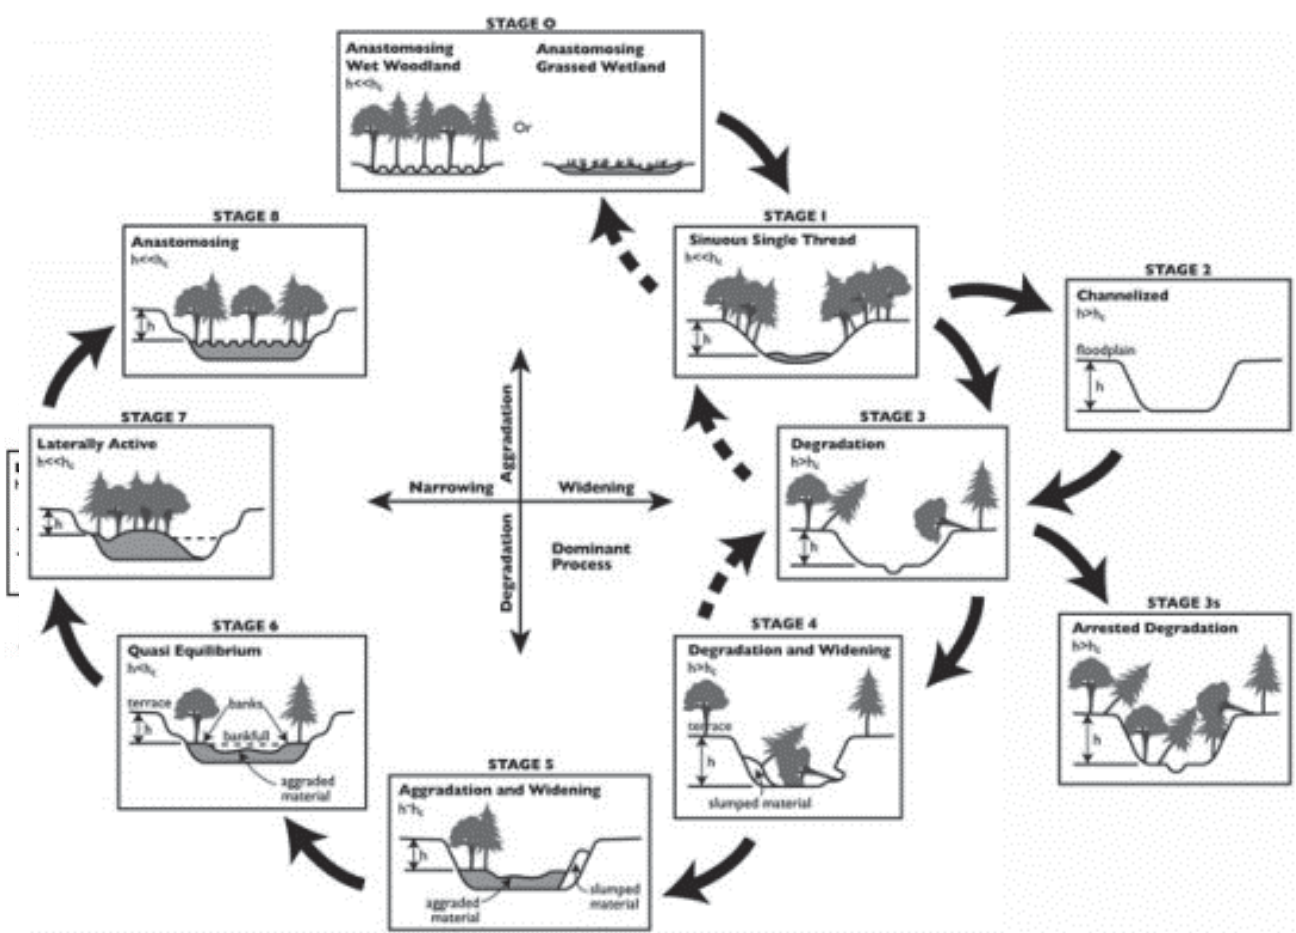 STAGE 0
Anastomosing
Wet Woodland
h<<hc
Or
Anastomosing
Grassed Wetland
STAGE 1
Sinuous Single Thread
h<<hc
h
STAGE 2
Channelized
h>hc
floodplain
h
STAGE 3
Degradation
h>hc
h
STAGE 3s
Arrested Degradation
h>hc
h
STAGE 4
Degradation and Widening
h>hc
terrace
h
slumped material
STAGE 5
Aggradation and Widening
h~hc
h
aggraded
material
slumped
material
STAGE 6
Quasi Equilibrium
h<hc
terrace
h
banks
bankfull
aggraded
material
STAGE 7
Laterally Active
h<<hc
h
STAGE 8
Anastomosing
h<<hc
h
Aggradation
Narrowing
Widening
Degradation
Dominant
Process